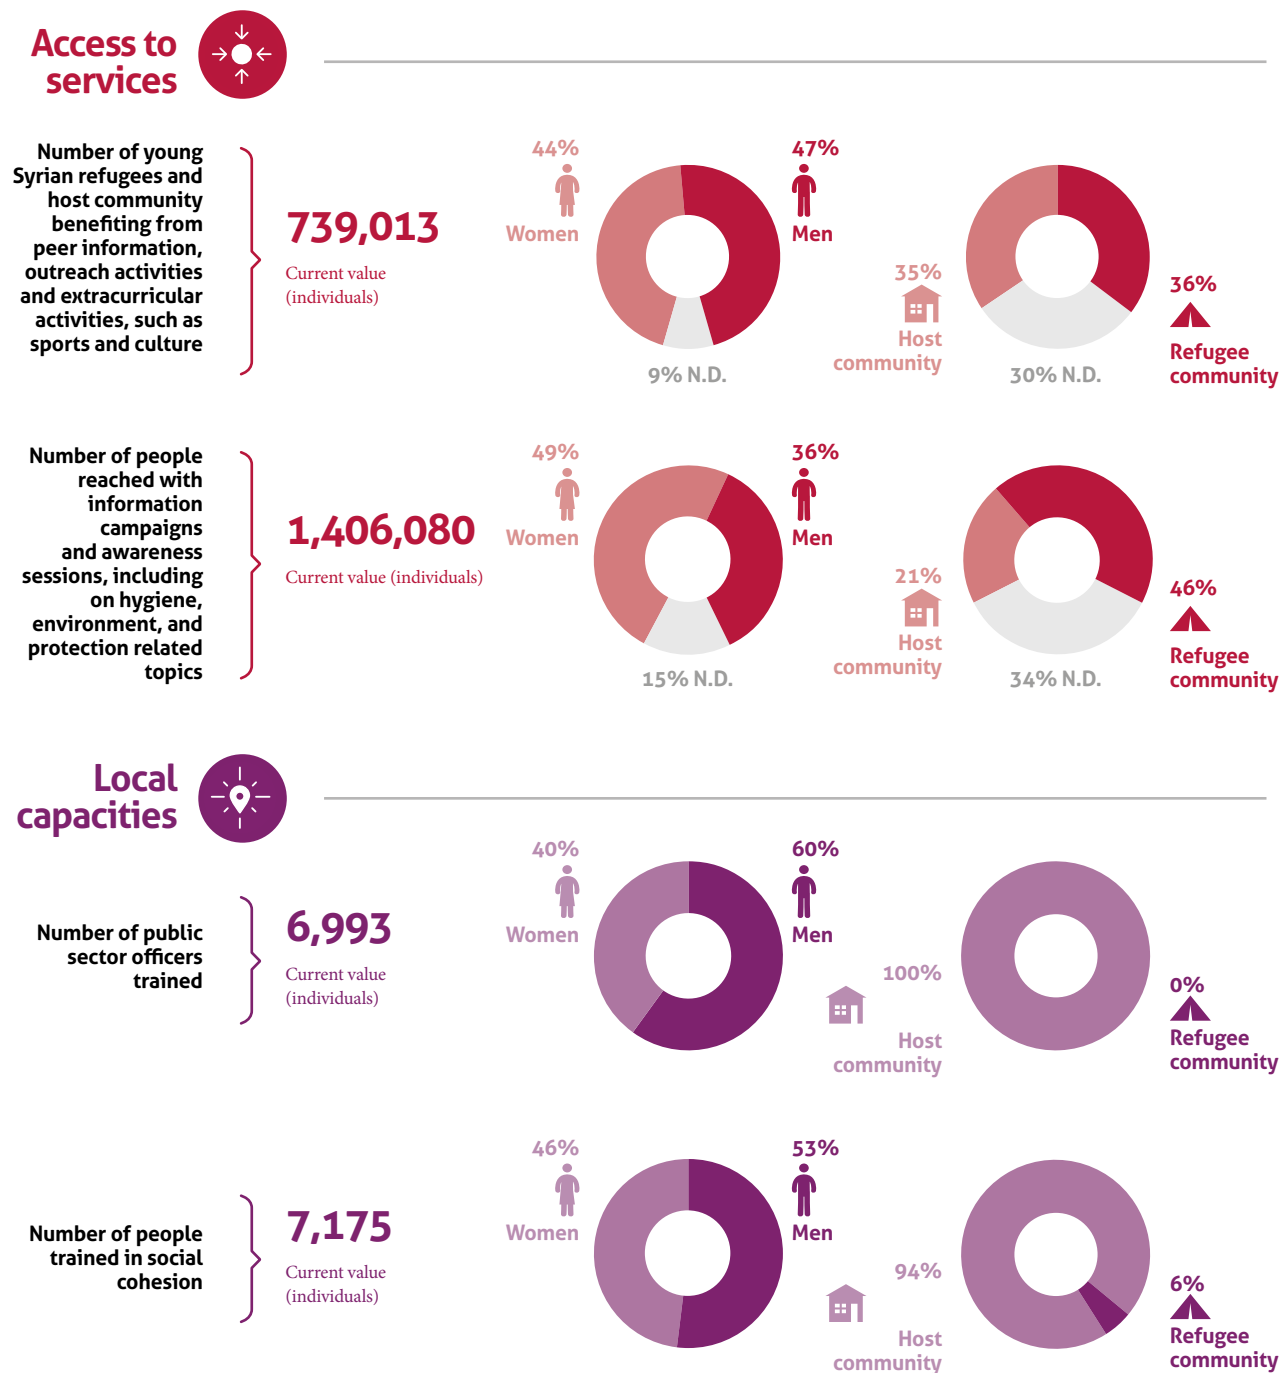 Access to
services
Number of young
Syrian refugees and
host community
benefiting from
peer information,
outreach activities
and extracurricular
activities, such as
sports and culture
739,013
Current value
(individuals)
44%
Women
47%
Men
9% N.D.
35%
Host
community
36%
Refugee
community
30% N.D.
Number of people
reached with
information
campaigns
and awareness
sessions, including
on hygiene,
environment, and
protection related
topics
1,406,080
Current value (individuals)
49%
Women
36%
Men
15% N.D.
21%
Host
community
46%
Refugee
community
34% N.D.
Local
capacities
Number of public
sector officers
trained
6,993
Current value
(individuals)
40%
Women
60%
Men
100%
Host
community
0%
Refugee
community
Number of people
trained in social
cohesion
7,175
Current value
(individuals)
46%
Women
53%
Men
94%
Host
community
6%
Refugee
community